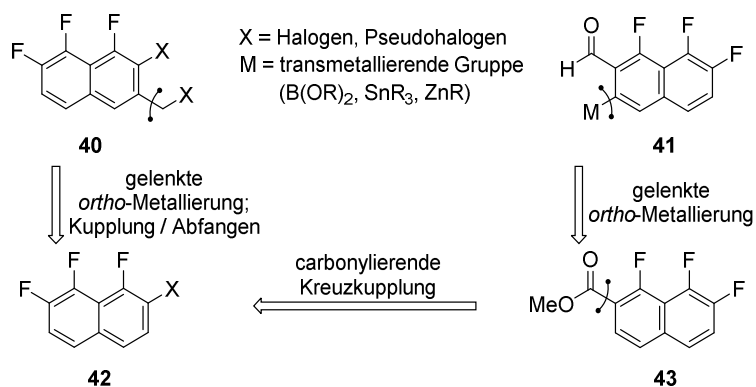 F F F X X
40
X = Halogen, Pseudohalogen
M = transmetallierende Gruppe
(B(OR)2, SnR3, ZnR)
O F F F H M
41
gelenkte
ortho-Metallierung;
Kupplung / Abfangen
gelenkte
ortho-Metallierung
carbonylierende
Kreuzkupplung
F F F X
42
O F F F MeO
43